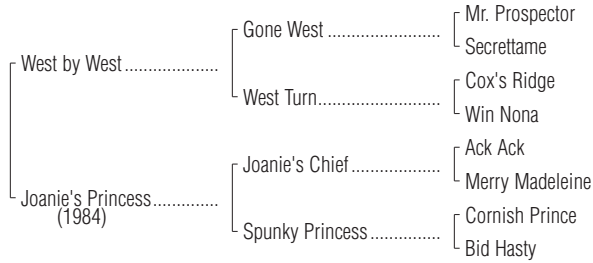 Mr. Prospector
Gone West
Secrettame
West by West
Cox's Ridge
West Turn
Win Nona
Ack Ack
Joanie's Chief
Merry Madeleine
Joanie's Princess
(1984)
Cornish Prince
Spunky Princess
Bid Hasty